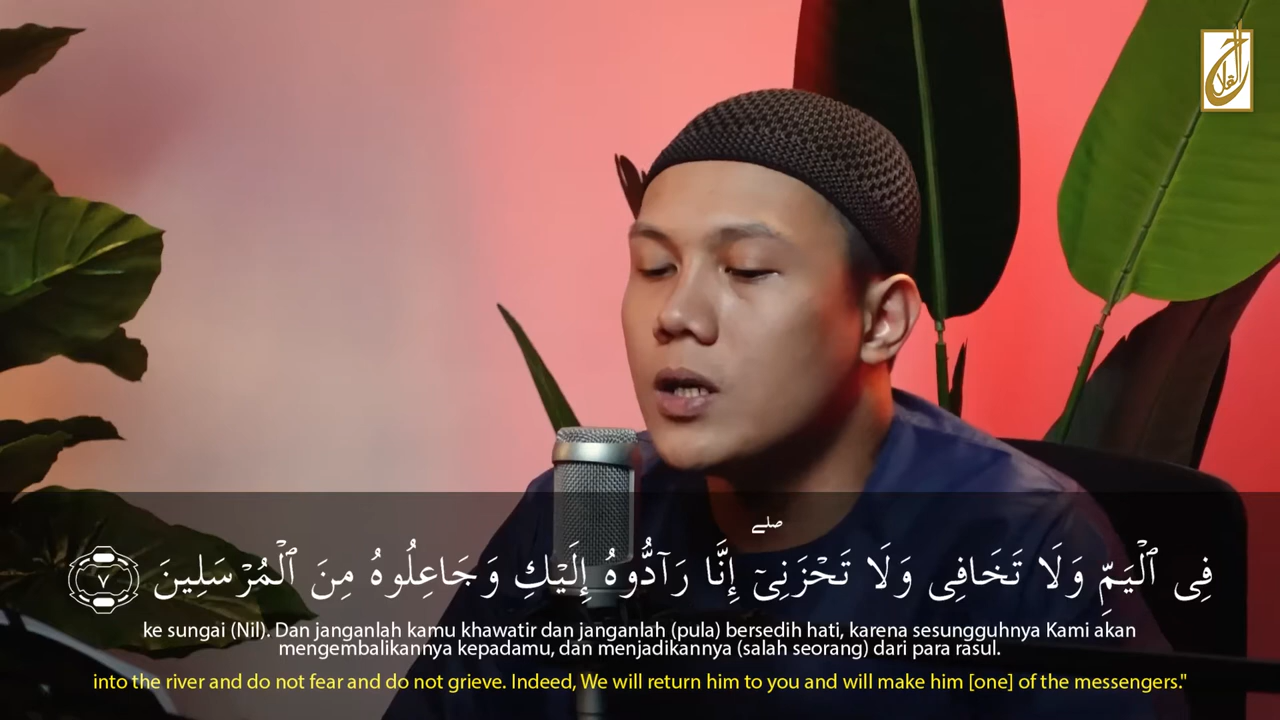 صلے
فِى ٱلْيَمِّ وَلَا تَخَافِى وَلَا تَحْزَنِىٓ إِنَّا رَآدُّوهُ إِلَيْكِ وَجَاعِلُوهُ مِنَ ٱلْمُرْسَلِينَ ٧
ke sungai (Nil). Dan janganlah kamu khawatir dan janganlah (pula) bersedih hati, karena sesungguhnya Kami akan
mengembalikannya kepadamu, dan menjadikannya (salah seorang) dari para rasul.
into the river and do not fear and do not grieve. Indeed, We will return him to you and will make him [one] of the messengers."